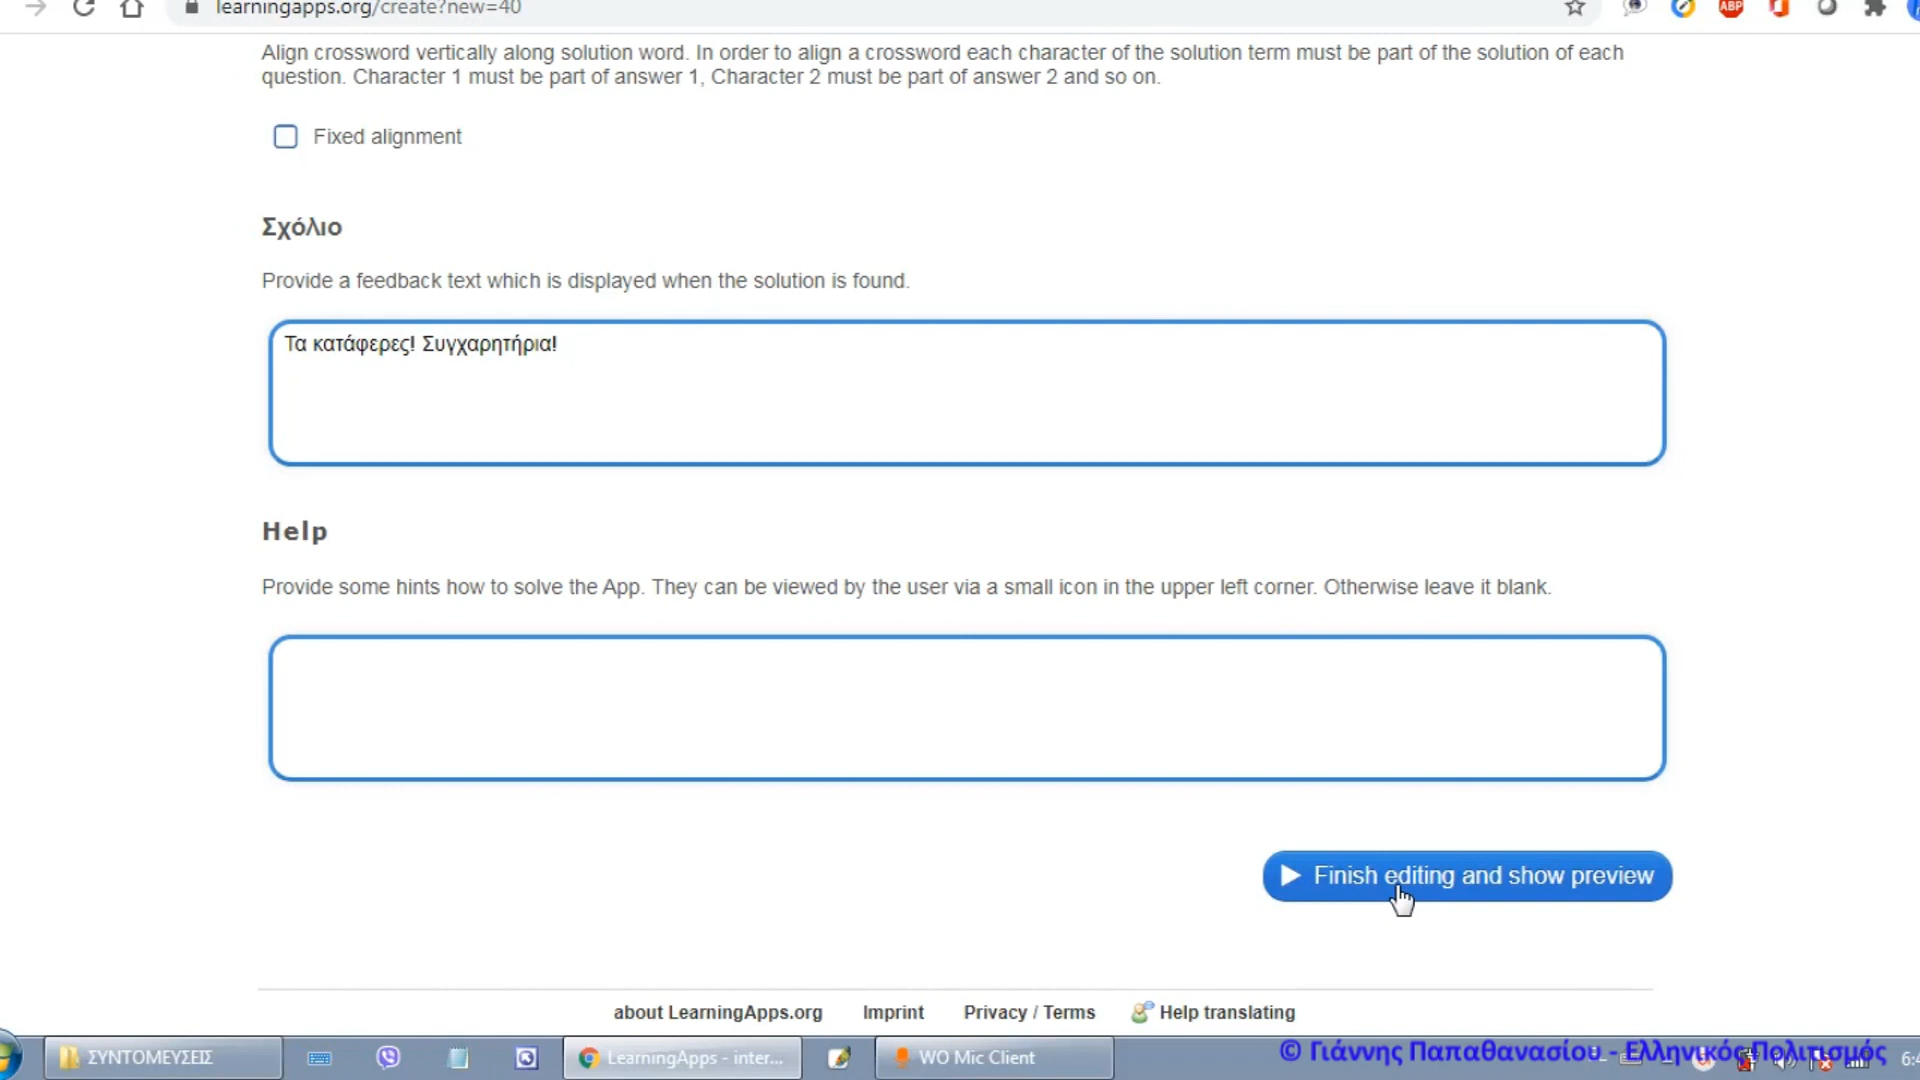 learningapps.org/create?new=40
ABP
Align crossword vertically along solution word. In order to align a crossword each character of the solution term must be part of the solution of each
question. Character 1 must be part of answer 1, Character 2 must be part of answer 2 and so on.
Fixed alignment
Σχόλιο
Provide a feedback text which is displayed when the solution is found.
Τα κατάφερες! Συγχαρητήρια!
Help
Provide some hints how to solve the App. They can be viewed by the user via a small icon in the upper left corner. Otherwise leave it blank.
Finish editing and show preview
about LearningApps.org Imprint Privacy / Terms Help translating
ΣΥΝΤΟΜΕΥΣΕΙΣ LearningApps - inter... WO Mic Client
© Γιάννης Παπαθανασίου - Ελληνικός Πολιτισμός